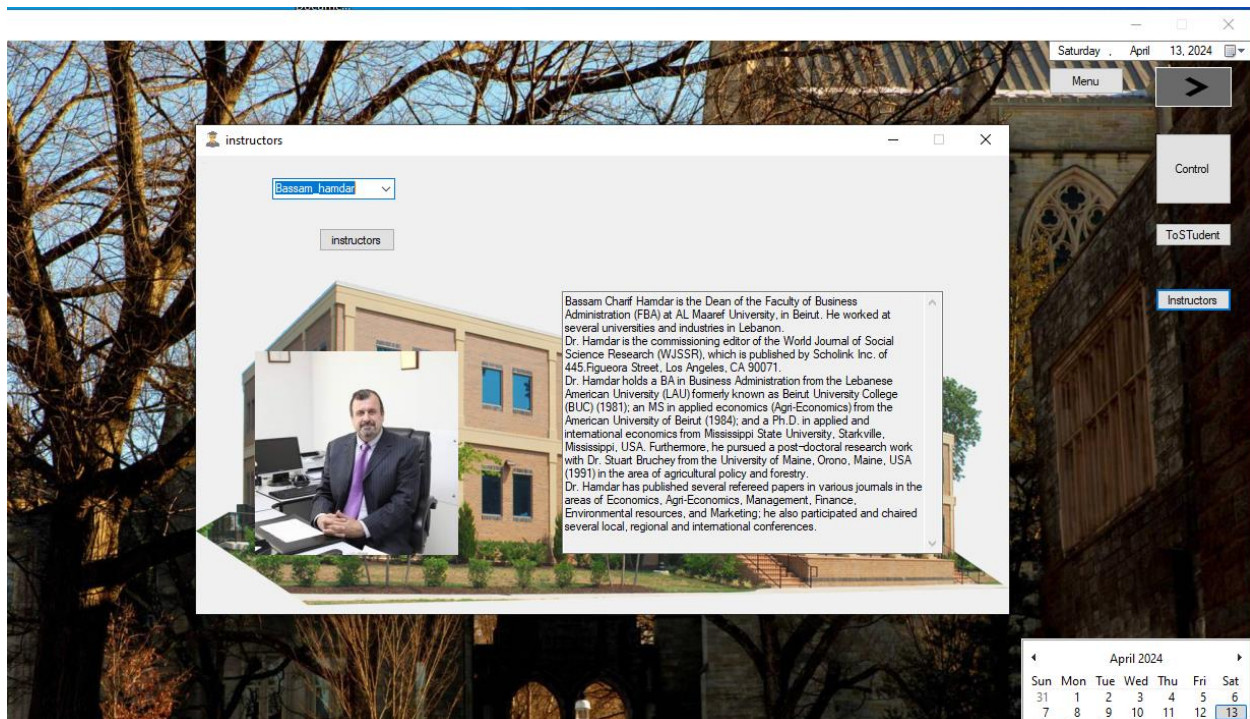 Docume...
Saturday , April 13, 2024
Menu
>
instructors
Control
Bassam_hamdar
ToSTudent
instructors
Instructors
Bassam Charif Hamdar is the Dean of the Faculty of Business
Administration (FBA) at AL Maaref University, in Beirut. He worked at
several universities and industries in Lebanon.
Dr. Hamdar is the commissioning editor of the World Journal of Social
Science Research (WJSSR), which is published by Scholink Inc. of
445.Figueora Street, Los Angeles, CA 90071.
Dr. Hamdar holds a BA in Business Administration from the Lebanese
American University (LAU) formerly known as Beirut University College
(BUC) (1981); an MS in applied economics (Agri-Economics) from the
American University of Beirut (1984); and a Ph.D. in applied and
international economics from Mississippi State University, Starkville,
Mississippi, USA. Furthermore, he pursued a post-doctoral research work
with Dr. Stuart Bruchey from the University of Maine, Orono, Maine, USA
(1991) in the area of agricultural policy and forestry.
Dr. Hamdar has published several refereed papers in various journals in the
areas of Economics, Agri-Economics, Management, Finance,
Environmental resources, and Marketing; he also participated and chaired
several local, regional and international conferences.
April 2024
Sun Mon Tue Wed Thu Fri Sat
31 1 2 3 4 5 6
7 8 9 10 11 12 13